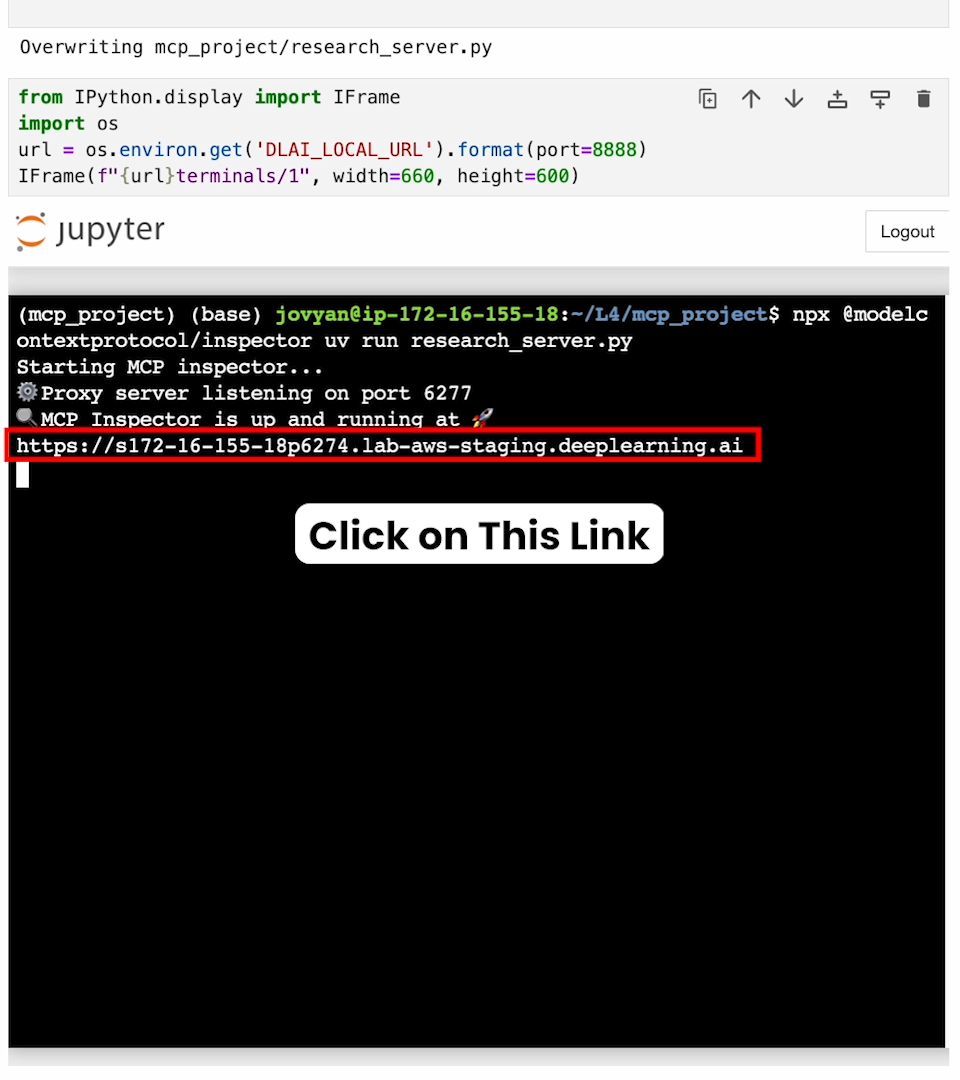 Overwriting mcp_project/research_server.py
from IPython.display import IFrame
import os
url = os.environ.get('DLAI_LOCAL_URL').format(port=8888)
IFrame(f"{url}terminals/1", width=660, height=600)
jupyter
Logout
(mcp_project) (base) jovyan@ip-172-16-155-18:~/L4/mcp_project$ npx @modelc
ontextprotocol/inspector uv run research_server.py
Starting MCP inspector...
⚙️Proxy server listening on port 6277
🔍MCP Inspector is up and running at 🚀
https://s172-16-155-18p6274.lab-aws-staging.deeplearning.ai
Click on This Link